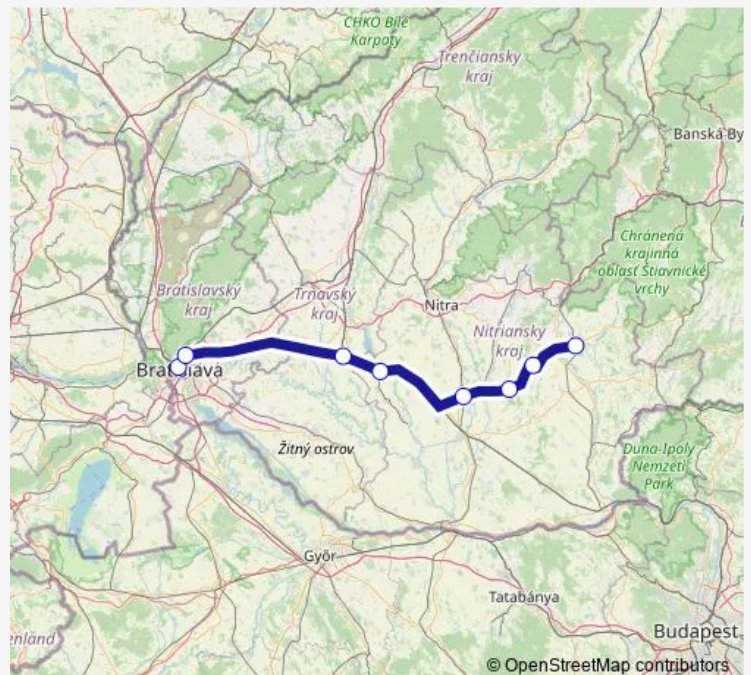 CHKO Bílé
Karpaty
Trenčiansky
kraj
Banská By
Chránená
krajinná
oblasť Štiavnické
vrchy
Bratislavský
kraj
Trnavský
kraj
Nitra
Nitriansky
kraj
Bratislava
Žitný ostrov
Duna-Ipoly
Nemzeti
Park
Győr
Tatabánya
enland
Budapest
© OpenStreetMap contributors